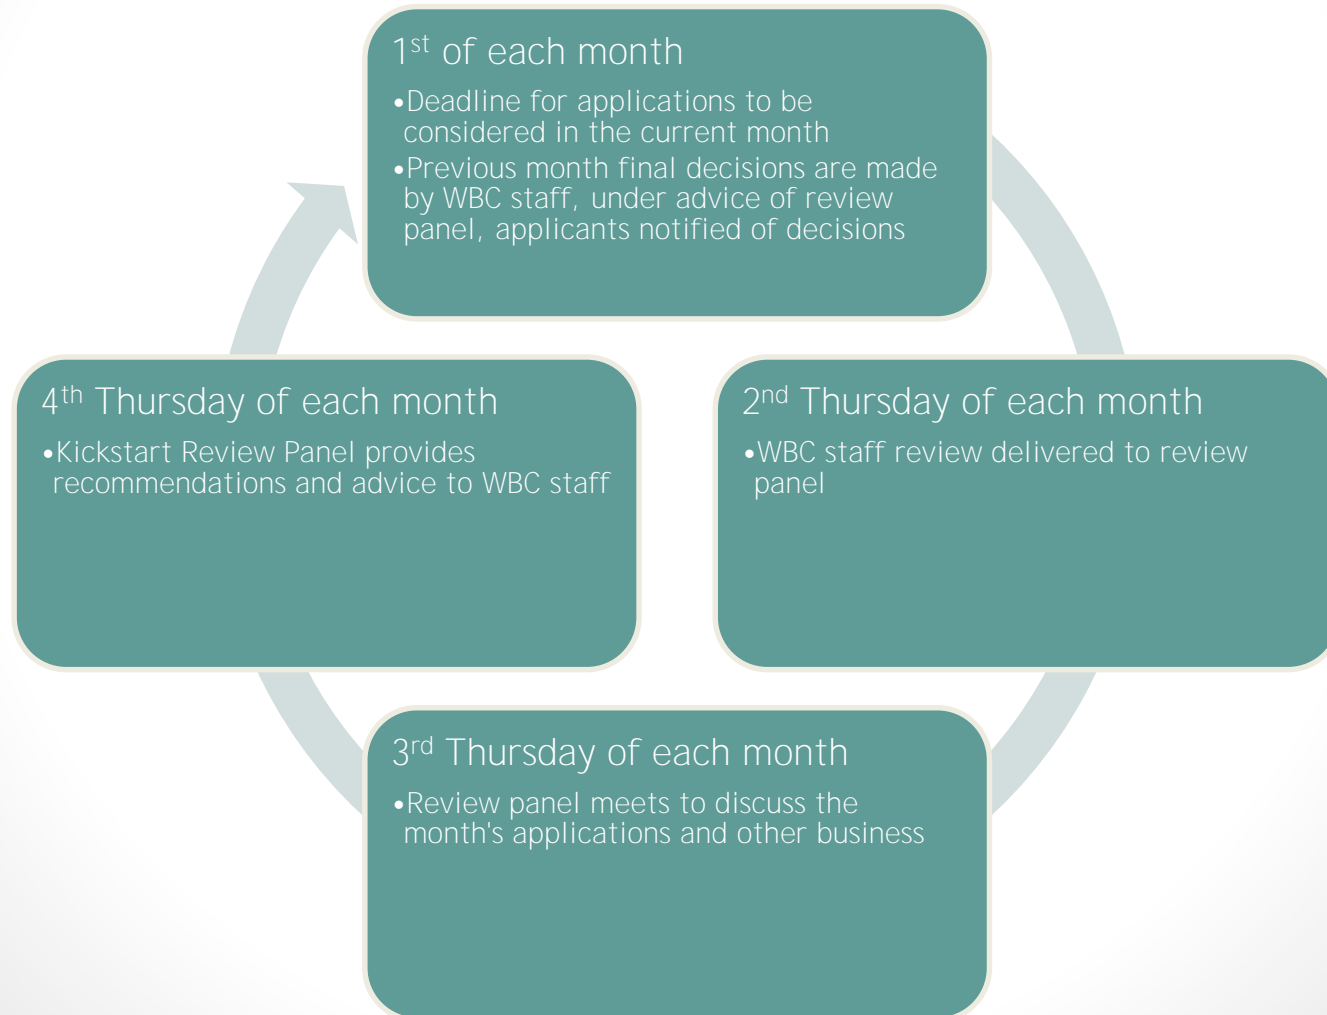 1st of each month
•Deadline for applications to be
considered in the current month
•Previous month final decisions are made
by WBC staff, under advice of review
panel, applicants notified of decisions
2nd Thursday of each month
•WBC staff review delivered to review
panel
3rd Thursday of each month
•Review panel meets to discuss the
month's applications and other business
4th Thursday of each month
•Kickstart Review Panel provides
recommendations and advice to WBC staff